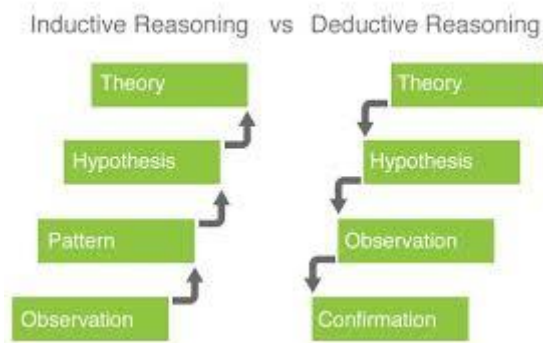 Inductive Reasoning vs Deductive Reasoning
Theory
Hypothesis
Pattern
Observation
Theory
Hypothesis
Observation
Confirmation